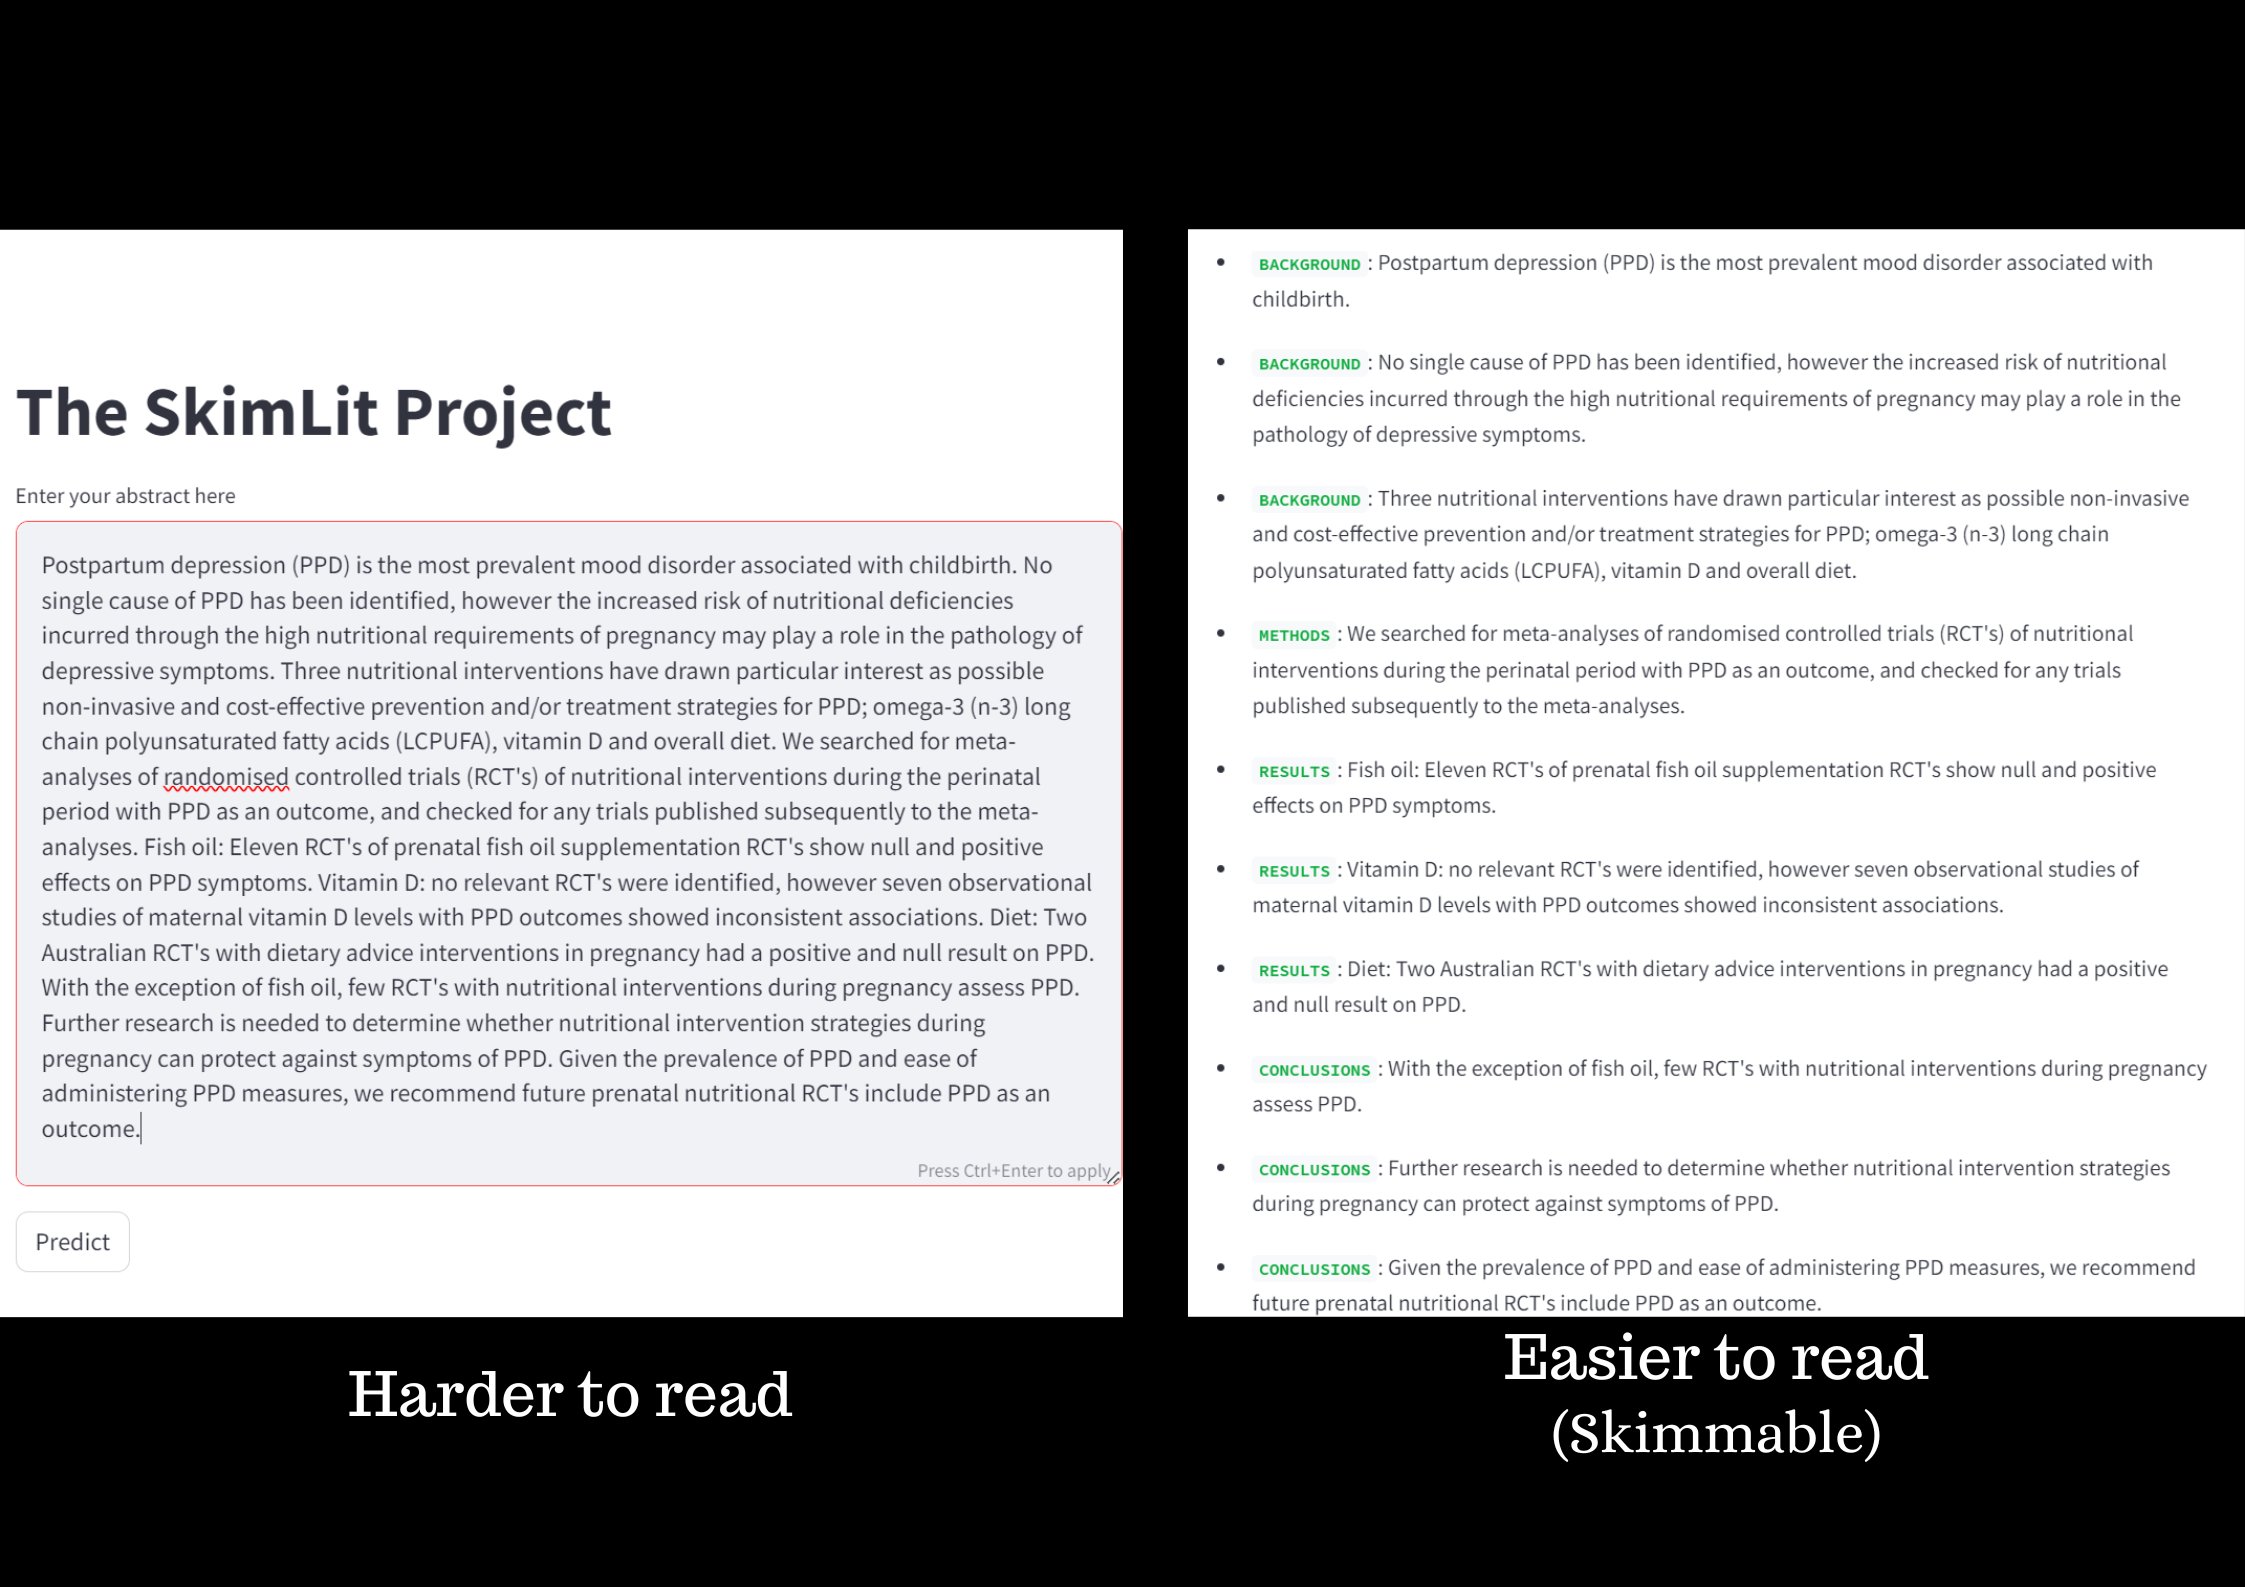 The SkimLit Project
Enter your abstract here
Postpartum depression (PPD) is the most prevalent mood disorder associated with childbirth. No
single cause of PPD has been identified, however the increased risk of nutritional deficiencies
incurred through the high nutritional requirements of pregnancy may play a role in the pathology of
depressive symptoms. Three nutritional interventions have drawn particular interest as possible
non-invasive and cost-effective prevention and/or treatment strategies for PPD; omega-3 (n-3) long
chain polyunsaturated fatty acids (LCPUFA), vitamin D and overall diet. We searched for meta-
analyses of randomised controlled trials (RCT's) of nutritional interventions during the perinatal
period with PPD as an outcome, and checked for any trials published subsequently to the meta-
analyses. Fish oil: Eleven RCT's of prenatal fish oil supplementation RCT's show null and positive
effects on PPD symptoms. Vitamin D: no relevant RCT's were identified, however seven observational
studies of maternal vitamin D levels with PPD outcomes showed inconsistent associations. Diet: Two
Australian RCT's with dietary advice interventions in pregnancy had a positive and null result on PPD.
With the exception of fish oil, few RCT's with nutritional interventions during pregnancy assess PPD.
Further research is needed to determine whether nutritional intervention strategies during
pregnancy can protect against symptoms of PPD. Given the prevalence of PPD and ease of
administering PPD measures, we recommend future prenatal nutritional RCT's include PPD as an
outcome.
Press Ctrl+Enter to apply
Predict
Harder to read
• BACKGROUND : Postpartum depression (PPD) is the most prevalent mood disorder associated with
childbirth.
• BACKGROUND : No single cause of PPD has been identified, however the increased risk of nutritional
deficiencies incurred through the high nutritional requirements of pregnancy may play a role in the
pathology of depressive symptoms.
• BACKGROUND : Three nutritional interventions have drawn particular interest as possible non-invasive
and cost-effective prevention and/or treatment strategies for PPD; omega-3 (n-3) long chain
polyunsaturated fatty acids (LCPUFA), vitamin D and overall diet.
• METHODS : We searched for meta-analyses of randomised controlled trials (RCT's) of nutritional
interventions during the perinatal period with PPD as an outcome, and checked for any trials
published subsequently to the meta-analyses.
• RESULTS : Fish oil: Eleven RCT's of prenatal fish oil supplementation RCT's show null and positive
effects on PPD symptoms.
• RESULTS : Vitamin D: no relevant RCT's were identified, however seven observational studies of
maternal vitamin D levels with PPD outcomes showed inconsistent associations.
• RESULTS : Diet: Two Australian RCT's with dietary advice interventions in pregnancy had a positive
and null result on PPD.
• CONCLUSIONS : With the exception of fish oil, few RCT's with nutritional interventions during pregnancy
assess PPD.
• CONCLUSIONS : Further research is needed to determine whether nutritional intervention strategies
during pregnancy can protect against symptoms of PPD.
• CONCLUSIONS : Given the prevalence of PPD and ease of administering PPD measures, we recommend
future prenatal nutritional RCT's include PPD as an outcome.
Easier to read
(Skimmable)